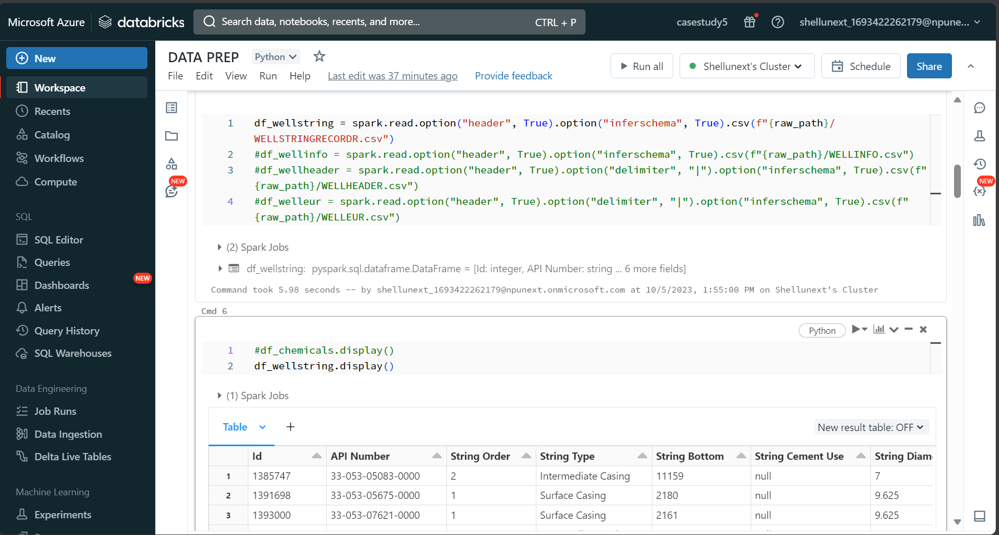 Microsoft Azure databricks Search data, notebooks, recents, and more... CTRL + P casestudy5 shellunext_1693422262179@npune...
New
Workspace
Recents
Catalog
Workflows
Compute
SQL
SQL Editor
Queries
Dashboards NEW
Alerts
Query History
SQL Warehouses
Data Engineering
Job Runs
Data Ingestion
Delta Live Tables
Machine Learning
Experiments
DATA PREP Python
File Edit View Run Help Last edit was 37 minutes ago Provide feedback
Run all Shellunext's Cluster Schedule Share
NEW
NEW
1 df_wellstring = spark.read.option("header", True).option("inferschema", True).csv(f"{raw_path}/
WELLSTRINGRECORDR.csv")
2 #df_wellinfo = spark.read.option("header", True).option("inferschema", True).csv(f"{raw_path}/WELLINFO.csv")
3 #df_wellheader = spark.read.option("header", True).option("delimiter", "|").option("inferschema", True).csv(f"
{raw_path}/WELLHEADER.csv")
4 #df_welleur = spark.read.option("header", True).option("delimiter", "|").option("inferschema", True).csv(f"
{raw_path}/WELLEUR.csv")
(2) Spark Jobs
df_wellstring: pyspark.sql.dataframe.DataFrame = [Id: integer, API Number: string ... 6 more fields]
Command took 5.98 seconds -- by shellunext_1693422262179@npunext.onmicrosoft.com at 10/5/2023, 1:55:00 PM on Shellunext's Cluster
Cmd 6
Python
1 #df_chemicals.display()
2 df_wellstring.display()
(1) Spark Jobs
Table + New result table: OFF
Id API Number String Order String Type String Bottom String Cement Use String Diam
1 1385747 33-053-05083-0000 2 Intermediate Casing 11159 null 7
2 1391698 33-053-05675-0000 1 Surface Casing 2180 null 9.625
3 1393000 33-053-07621-0000 1 Surface Casing 2161 null 9.625